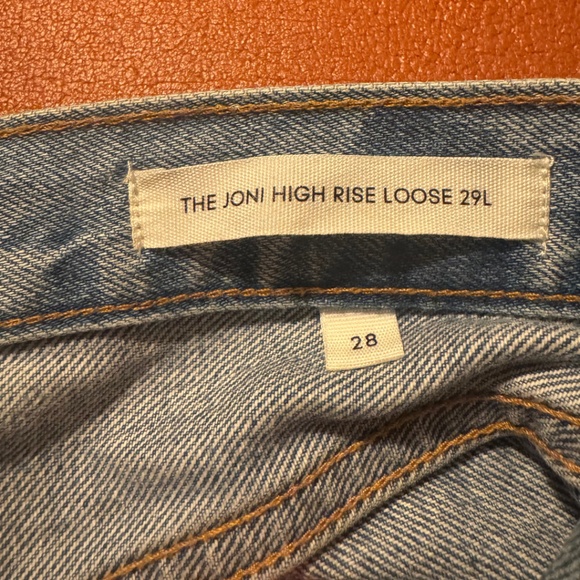 THE JONI HIGH RISE LOOSE 29L
28